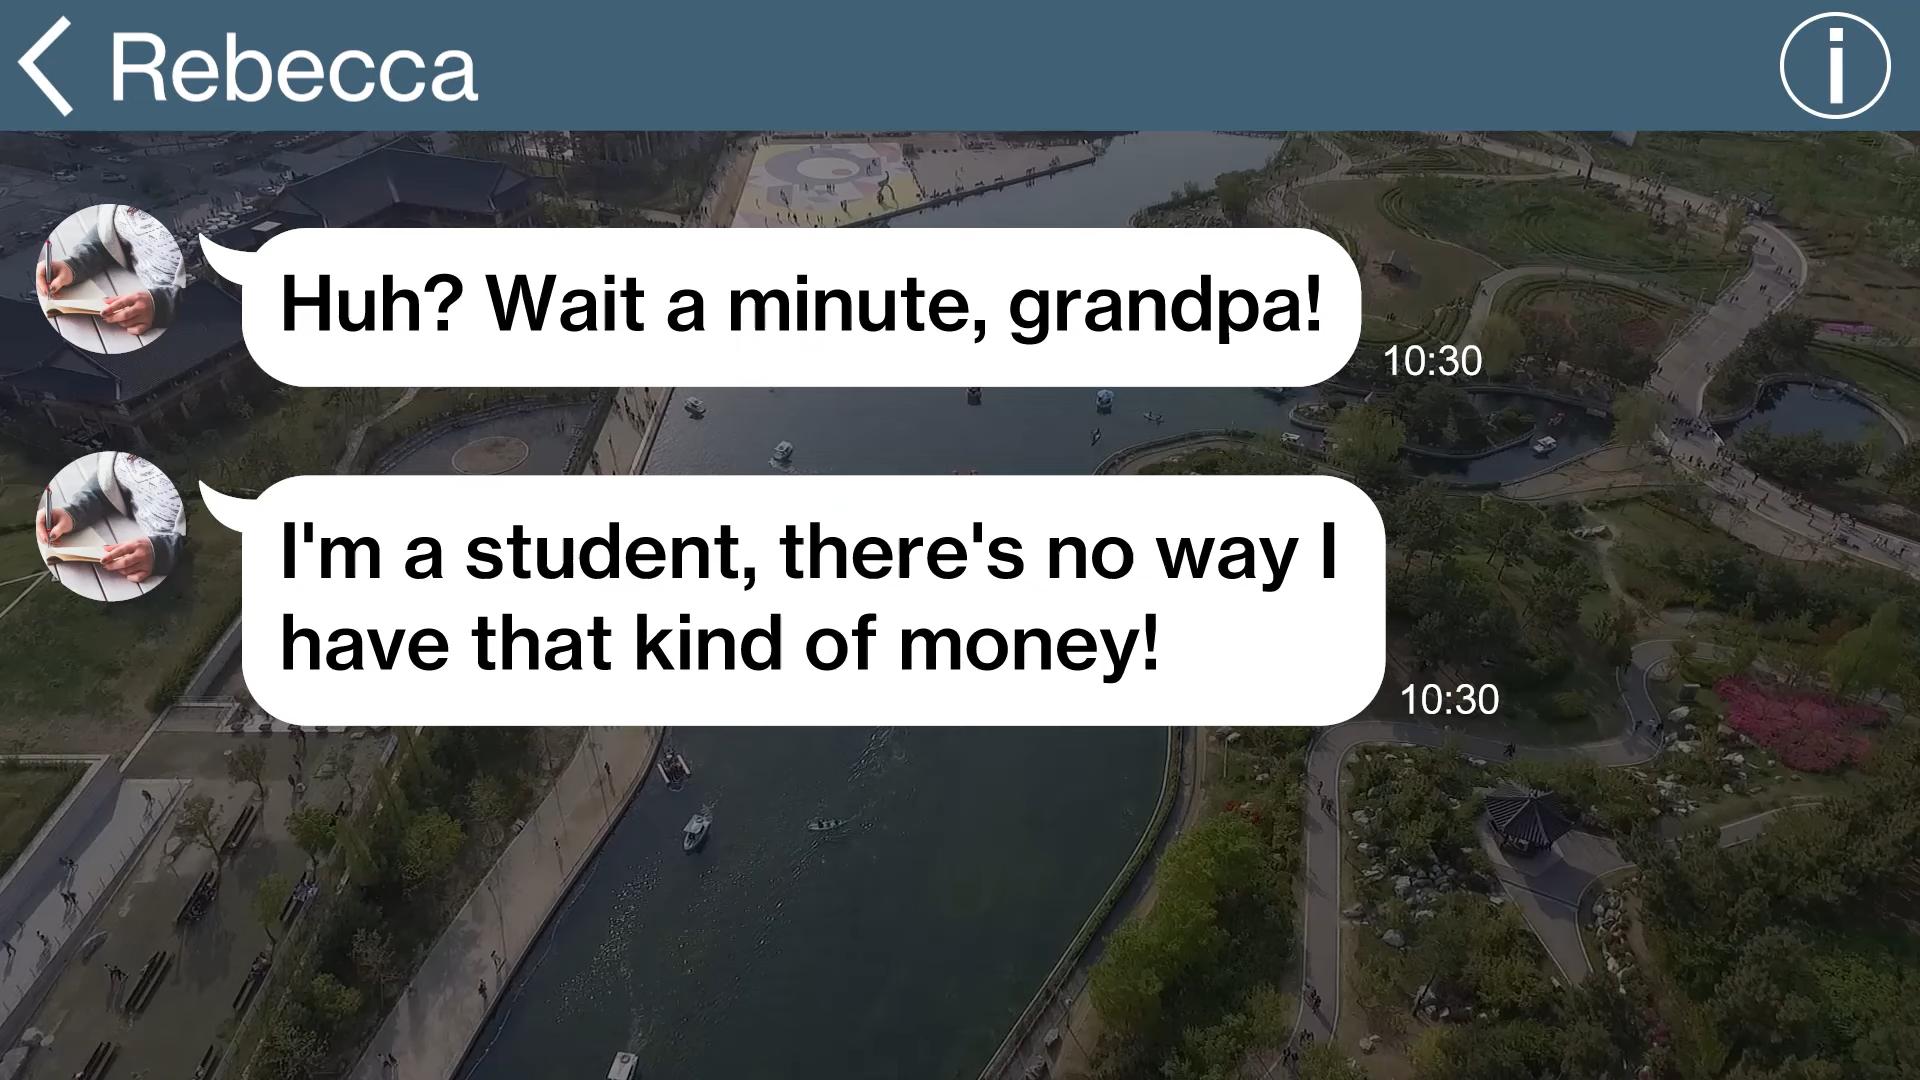 Rebecca
Huh? Wait a minute, grandpa!
10:30
I'm a student, there's no way I
have that kind of money!
10:30